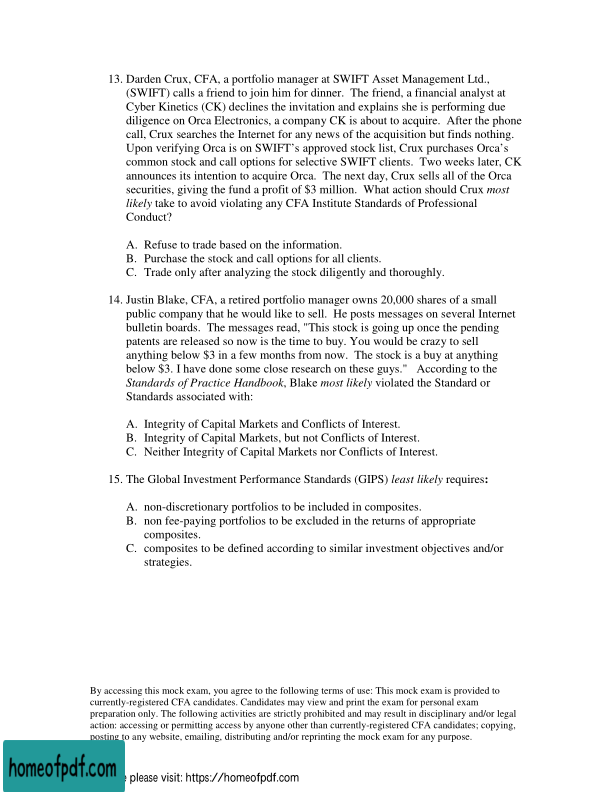 13. Darden Crux, CFA, a portfolio manager at SWIFT Asset Management Ltd.,
(SWIFT) calls a friend to join him for dinner. The friend, a financial analyst at
Cyber Kinetics (CK) declines the invitation and explains she is performing due
diligence on Orca Electronics, a company CK is about to acquire. After the phone
call, Crux searches the Internet for any news of the acquisition but finds nothing.
Upon verifying Orca is on SWIFT's approved stock list, Crux purchases Orca's
common stock and call options for selective SWIFT clients. Two weeks later, CK
announces its intention to acquire Orca. The next day, Crux sells all of the Orca
securities, giving the fund a profit of $3 million. What action should Crux most
likely take to avoid violating any CFA Institute Standards of Professional
Conduct?
A. Refuse to trade based on the information.
B. Purchase the stock and call options for all clients.
C. Trade only after analyzing the stock diligently and thoroughly.
14. Justin Blake, CFA, a retired portfolio manager owns 20,000 shares of a small
public company that he would like to sell. He posts messages on several Internet
bulletin boards. The messages read, "This stock is going up once the pending
patents are released so now is the time to buy. You would be crazy to sell
anything below $3 in a few months from now. The stock is a buy at anything
below $3. I have done some close research on these guys." According to the
Standards of Practice Handbook, Blake most likely violated the Standard or
Standards associated with:
A. Integrity of Capital Markets and Conflicts of Interest.
B. Integrity of Capital Markets, but not Conflicts of Interest.
C. Neither Integrity of Capital Markets nor Conflicts of Interest.
15. The Global Investment Performance Standards (GIPS) least likely requires:
A. non-discretionary portfolios to be included in composites.
B. non fee-paying portfolios to be excluded in the returns of appropriate
composites.
C. composites to be defined according to similar investment objectives and/or
strategies.
By accessing this mock exam, you agree to the following terms of use: This mock exam is provided to
currently-registered CFA candidates. Candidates may view and print the exam for personal exam
preparation only. The following activities are strictly prohibited and may result in disciplinary and/or legal
action: accessing or permitting access by anyone other than currently-registered CFA candidates; copying,
posting to any website, emailing, distributing and/or reprinting the mock exam for any purpose.
homeofpdf.com
please visit: https://homeofpdf.com